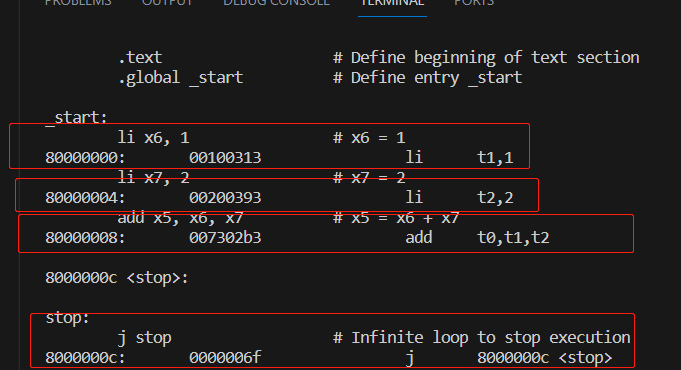 PROBLEMS OUTPUT DEBUG CONSOLE TERMINAL PORTS
.text # Define beginning of text section
.global _start # Define entry _start
_start:
li x6, 1 # x6 = 1
80000000: 00100313 li t1,1
li x7, 2 # x7 = 2
80000004: 00200393 li t2,2
add x5, x6, x7 # x5 = x6 + x7
80000008: 007302b3 add t0,t1,t2
8000000c <stop>:
stop:
j stop # Infinite loop to stop execution
8000000c: 0000006f j 8000000c <stop>